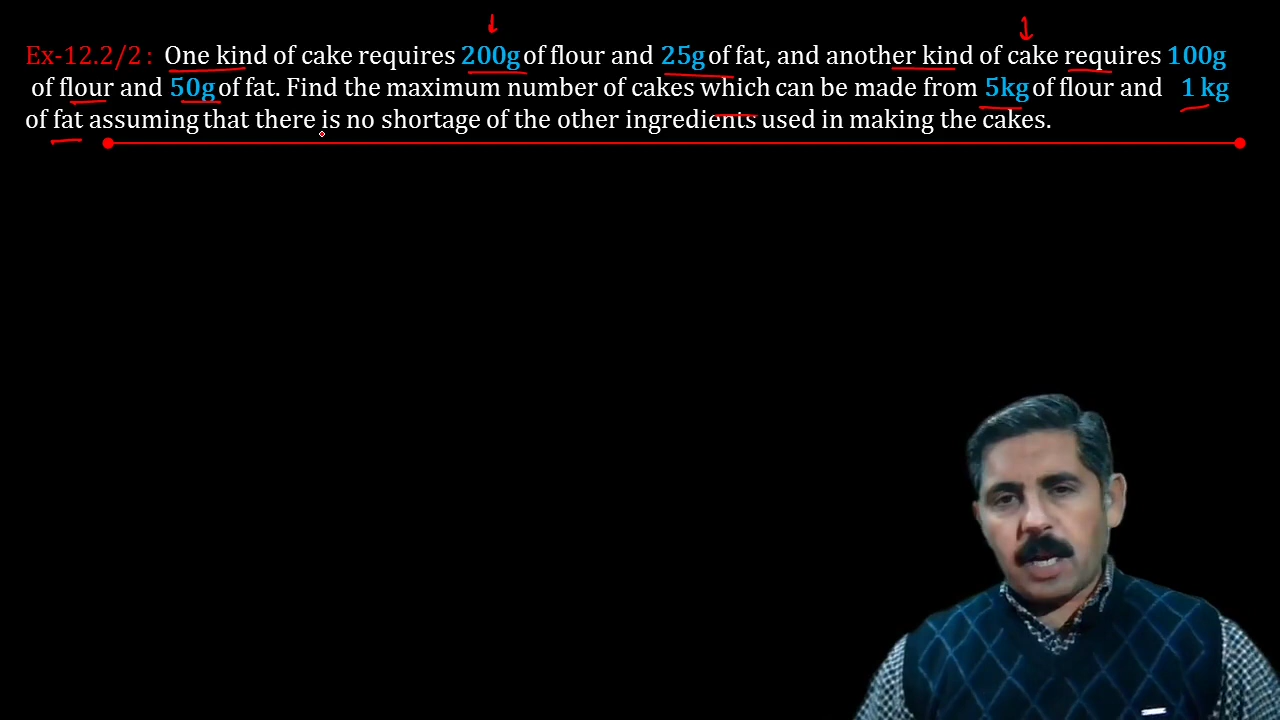 Ex-12.2/2 : One kind of cake requires 200g of flour and 25g of fat, and another kind of cake requires 100g
of flour and 50g of fat. Find the maximum number of cakes which can be made from 5kg of flour and 1 kg
of fat assuming that there is no shortage of the other ingredients used in making the cakes.